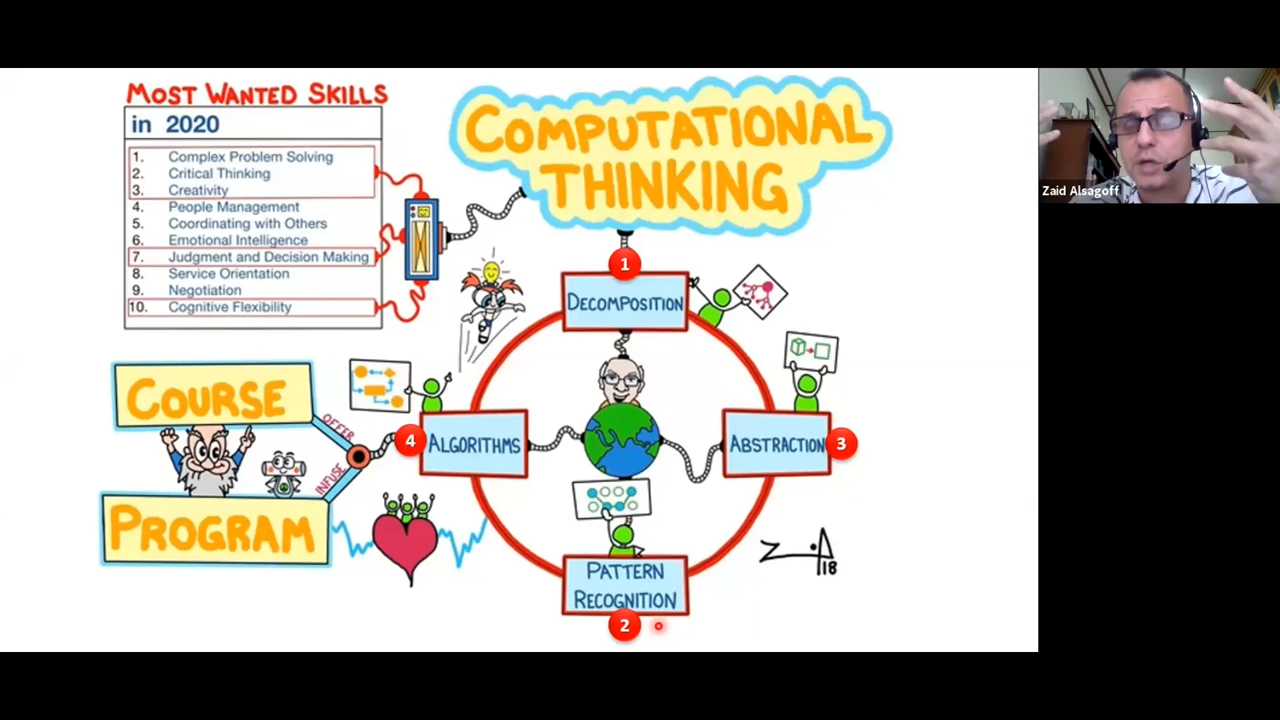 MOST WANTED SKILLS
in 2020
1. Complex Problem Solving
2. Critical Thinking
3. Creativity
4. People Management
5. Coordinating with Others
6. Emotional Intelligence
7. Judgment and Decision Making
8. Service Orientation
9. Negotiation
10. Cognitive Flexibility
COMPUTATIONAL
THINKING
Zaid Alsagoff
1
DECOMPOSITION
COURSE
OFFER
INFUSE
PROGRAM
4
ALGORITHMS
ABSTRACTION
3
PATTERN
RECOGNITION
2
ZAID
18